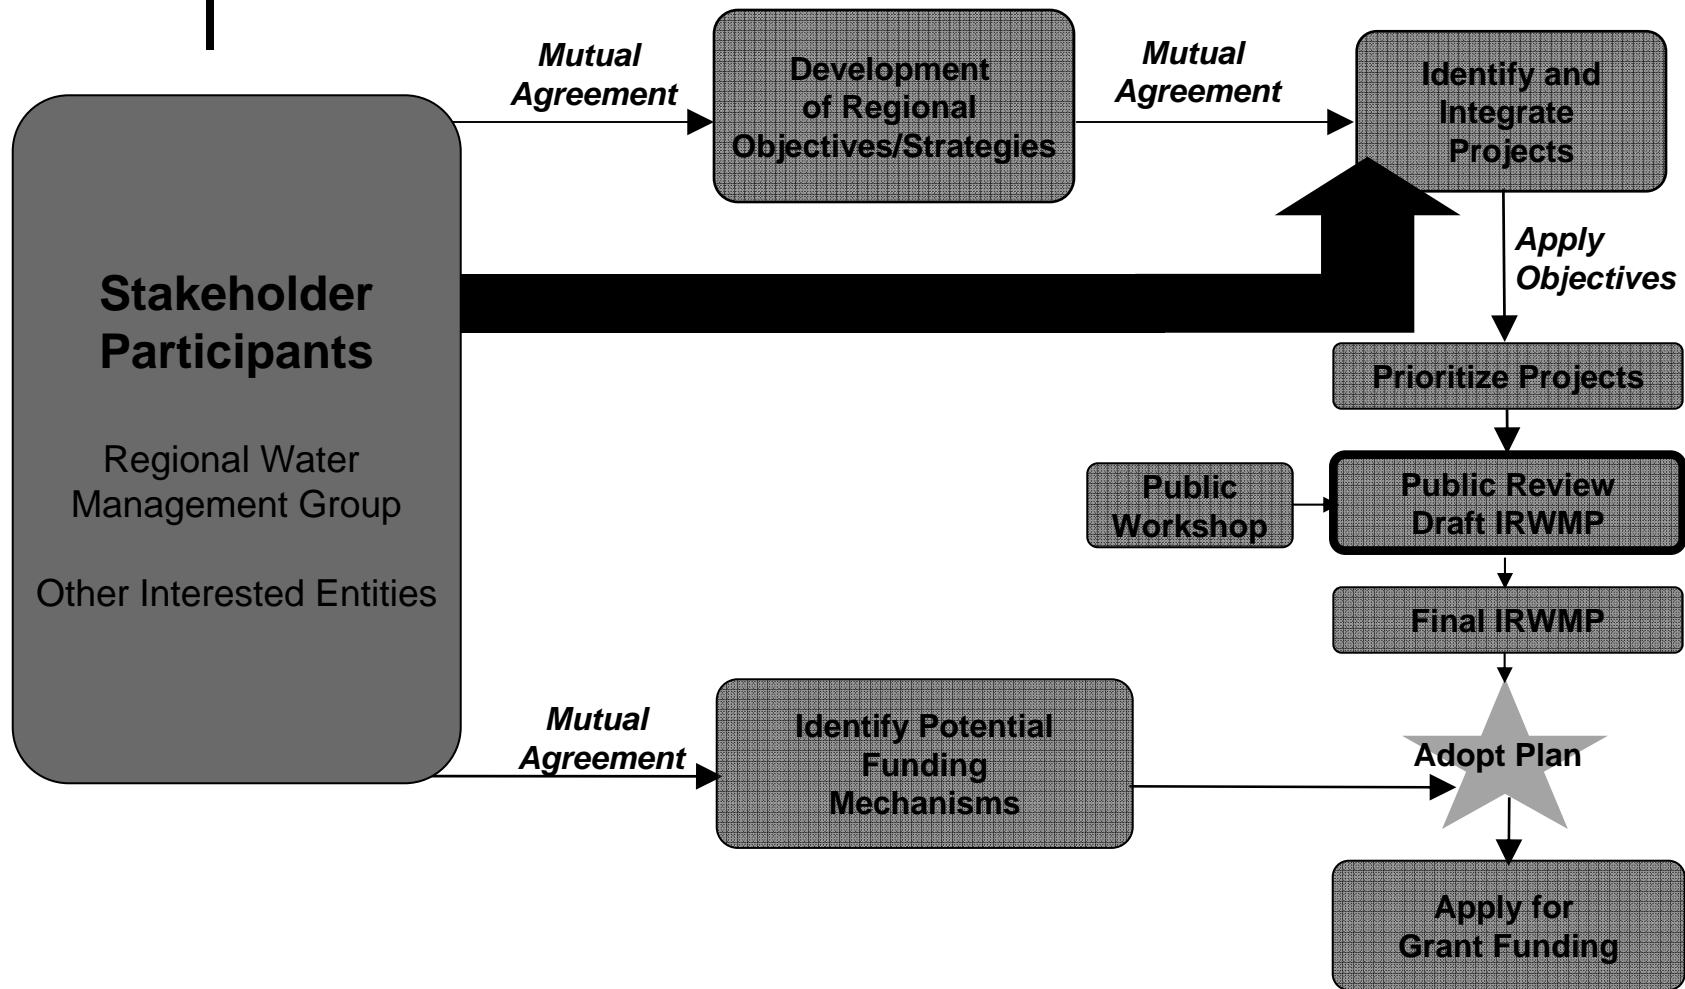 Mutual
Agreement
Development
of Regional
Objectives/Strategies
Mutual
Agreement
Identify and
Integrate
Projects
Stakeholder
Participants
Regional Water
Management Group
Other Interested Entities
Apply
Objectives
Prioritize Projects
Public
Workshop
Public Review
Draft IRWMP
Final IRWMP
Mutual
Agreement
Identify Potential
Funding
Mechanisms
Adopt Plan
Apply for
Grant Funding